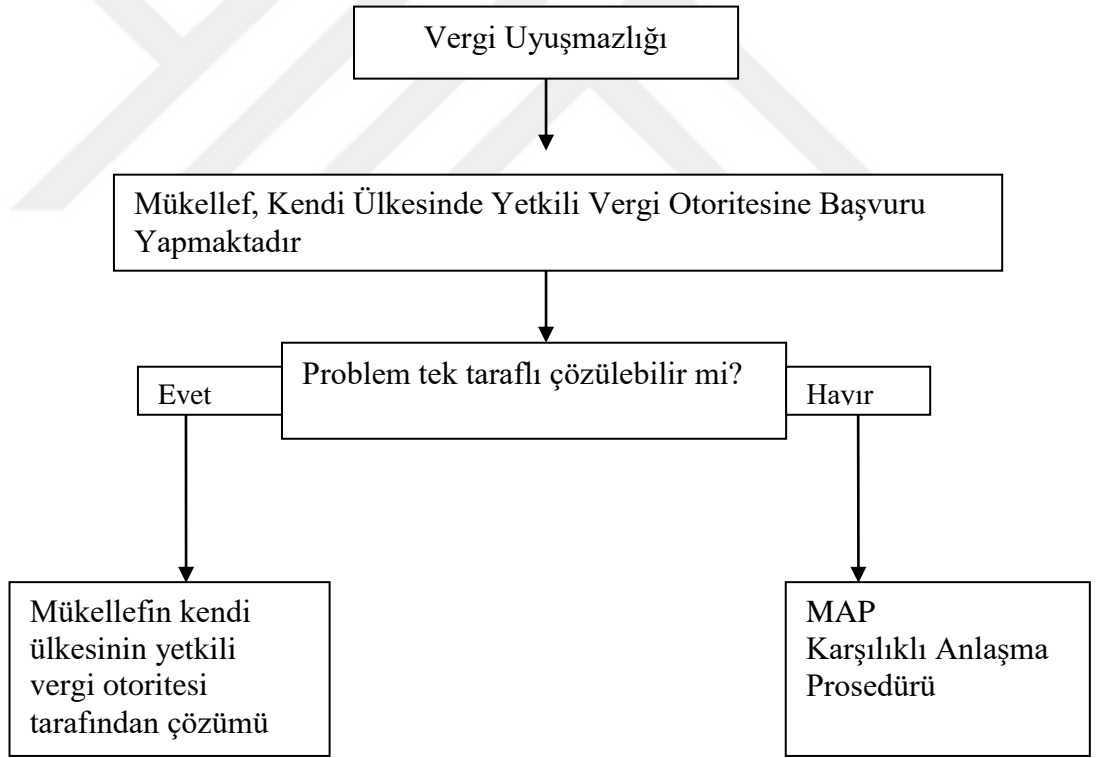 Vergi Uyuşmazlığı
Mükellef, Kendi Ülkesinde Yetkili Vergi Otoritesine Başvuru
Yapmaktadır
Problem tek taraflı çözülebilir mi?
Evet
Hayır
Mükellefin kendi
ülkesinin yetkili
vergi otoritesi
tarafından çözümü
MAP
Karşılıklı Anlaşma
Prosedürü